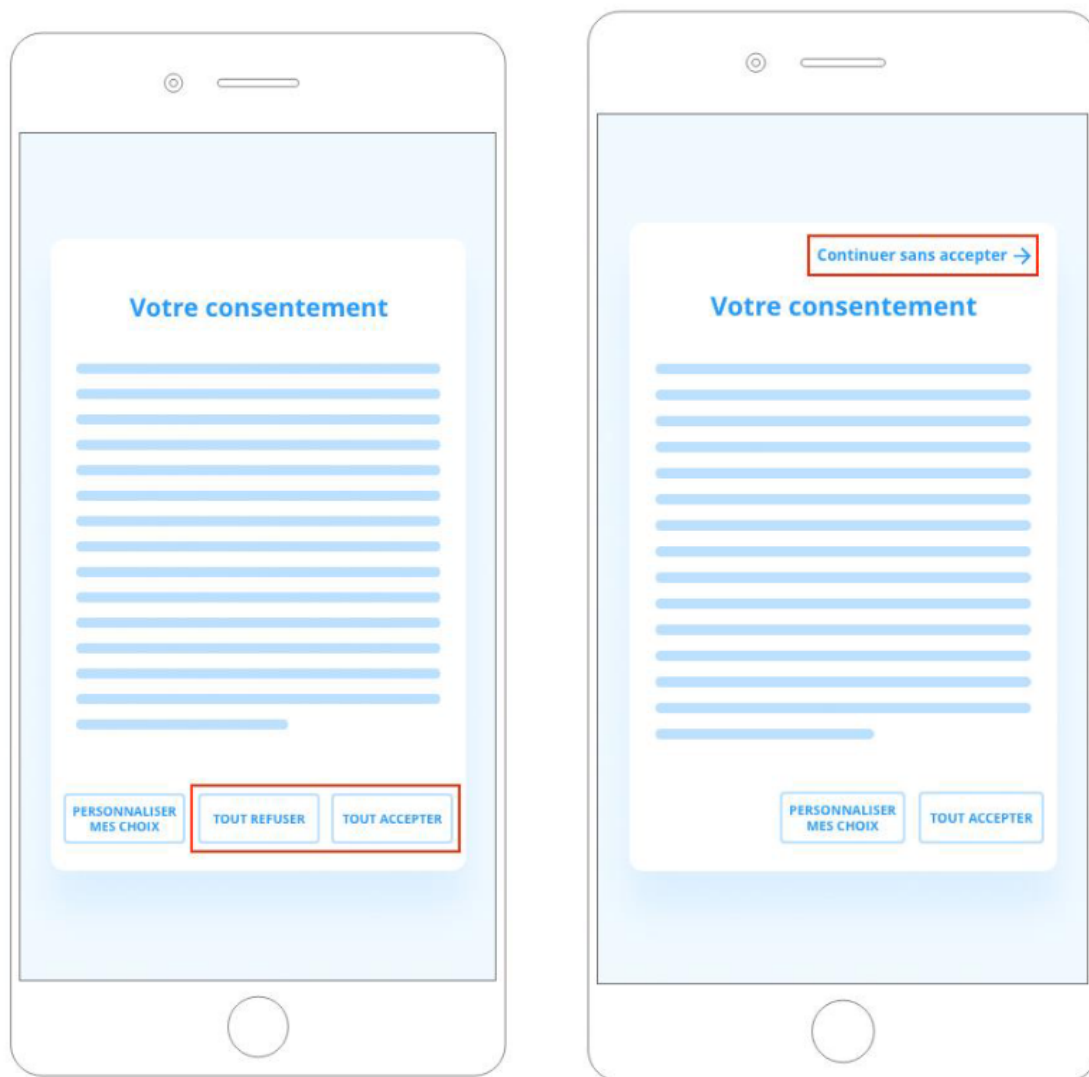 Votre consentement
PERSONNALISER
MES CHOIX
TOUT REFUSER
TOUT ACCEPTER
Continuer sans accepter →
Votre consentement
PERSONNALISER
MES CHOIX
TOUT ACCEPTER